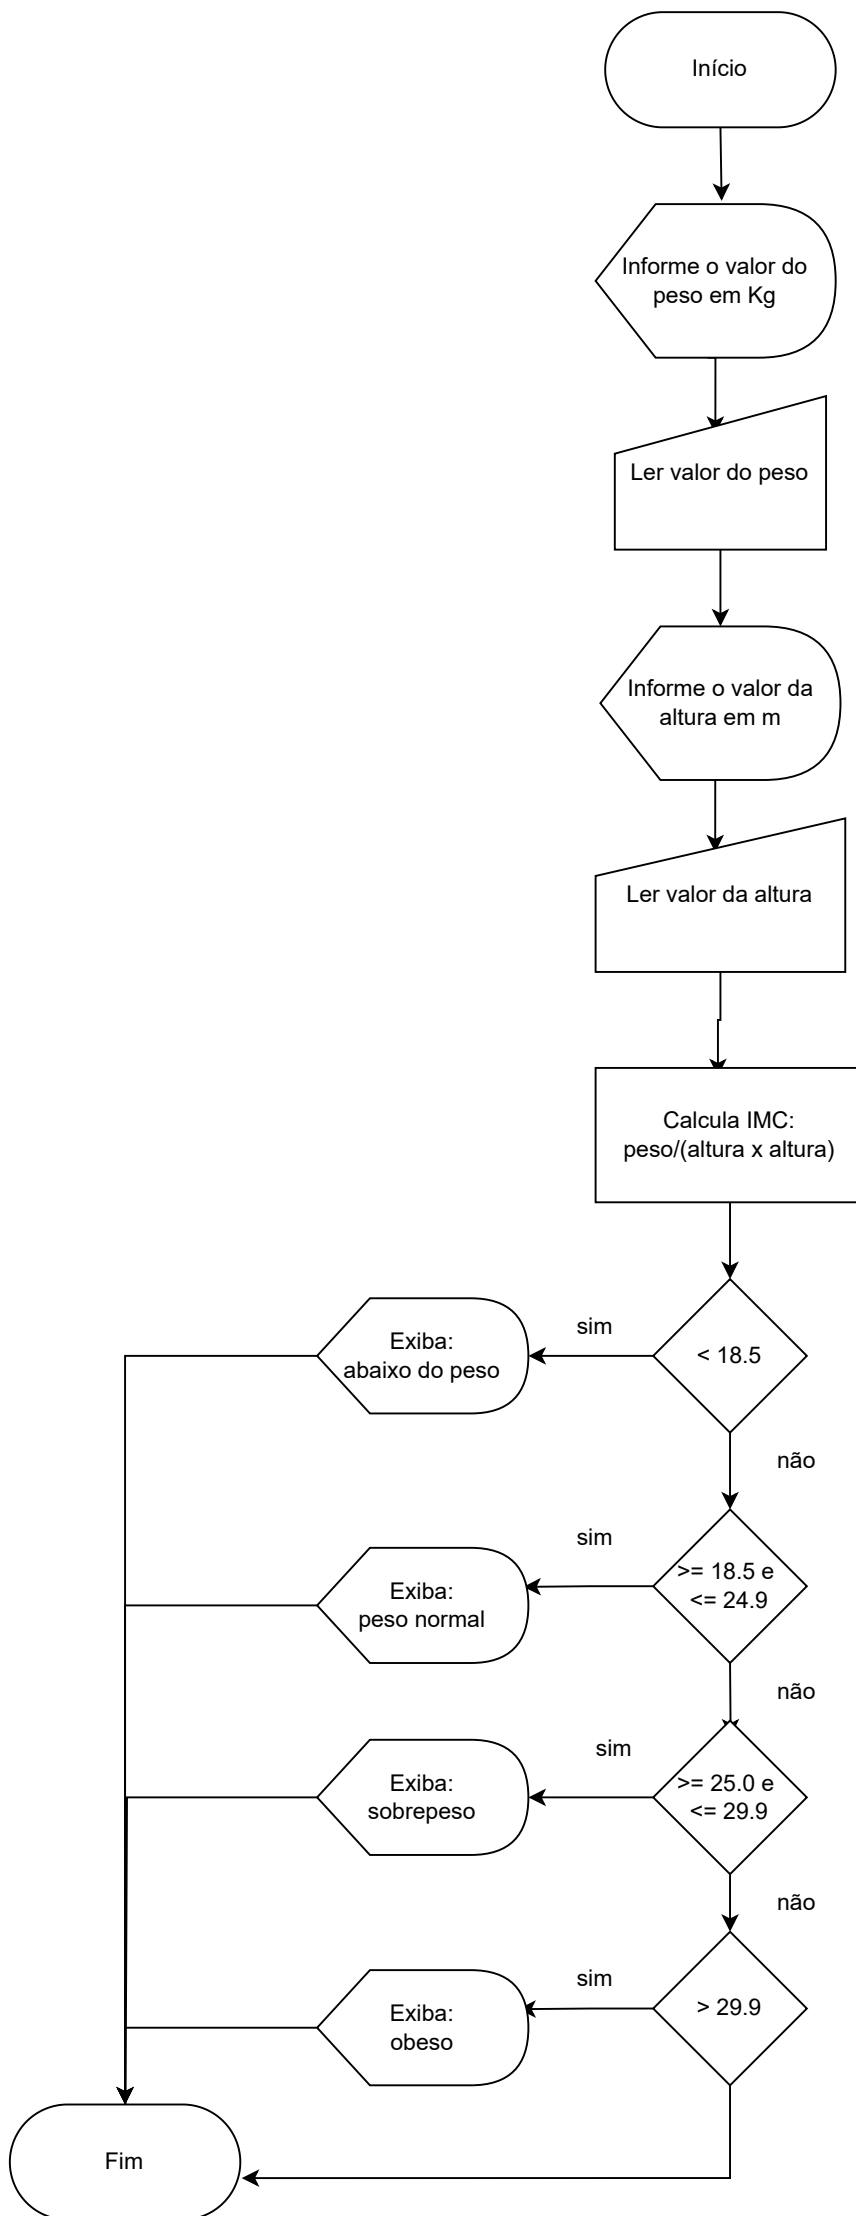 Início
Informe o valor do
peso em Kg
Ler valor do peso
Informe o valor da
altura em m
Ler valor da altura
Calcula IMC:
peso/(altura x altura)
< 18.5
sim
Exiba:
abaixo do peso
não
>= 18.5 e
<= 24.9
sim
Exiba:
peso normal
não
>= 25.0 e
<= 29.9
sim
Exiba:
sobrepeso
não
> 29.9
sim
Exiba:
obeso
Fim